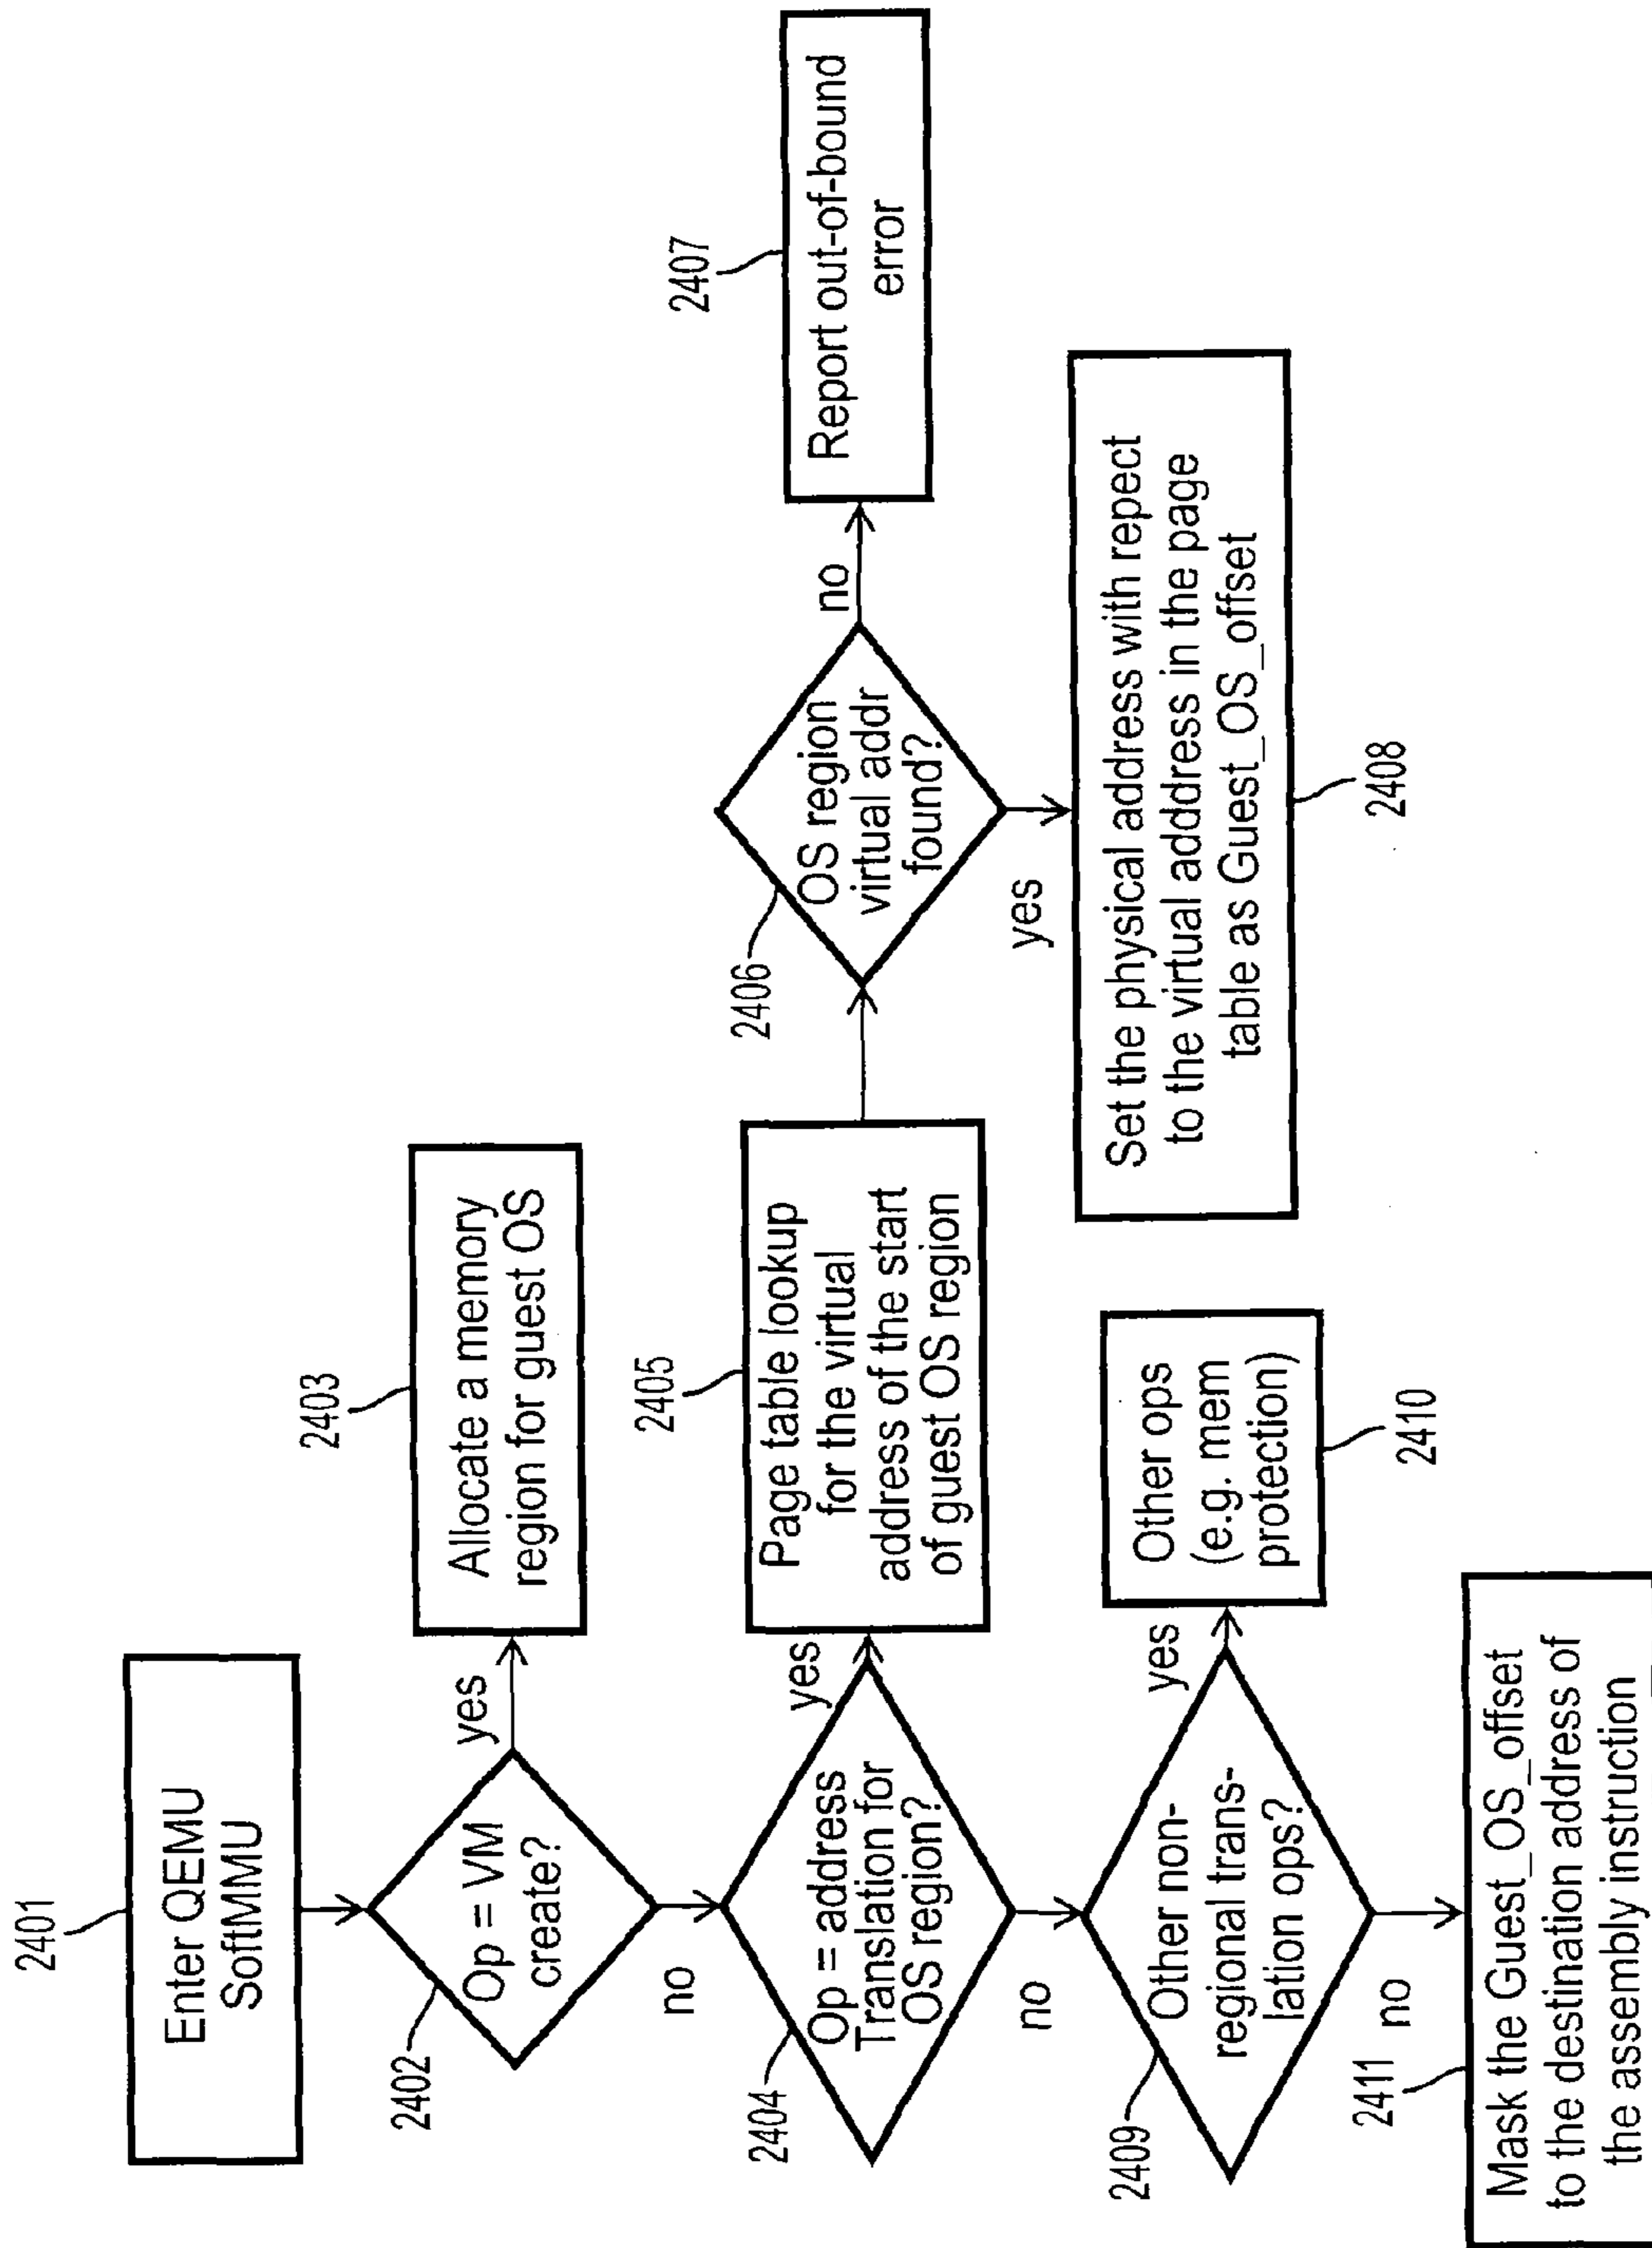 2401
Enter QEMU
SoftMMU
2402
Op = VM
create?
yes
2403
Allocate a memory
region for guest OS
no
2404
Op = address
Translation for
OS region?
yes
2405
Page table lookup
for the virtual
address of the start
of guest OS region
2406
OS region
virtual addr
found?
no
2407
Report out-of-bound
error
yes
Set the physical address with repect
to the virtual adddress in the page
table as Guest_OS_offset
2408
no
2409
Other non-
regional trans-
lation ops?
yes
Other ops
(e.g. mem
protection)
2410
no
2411
Mask the Guest_OS_offset
to the destination address of
the assembly instruction